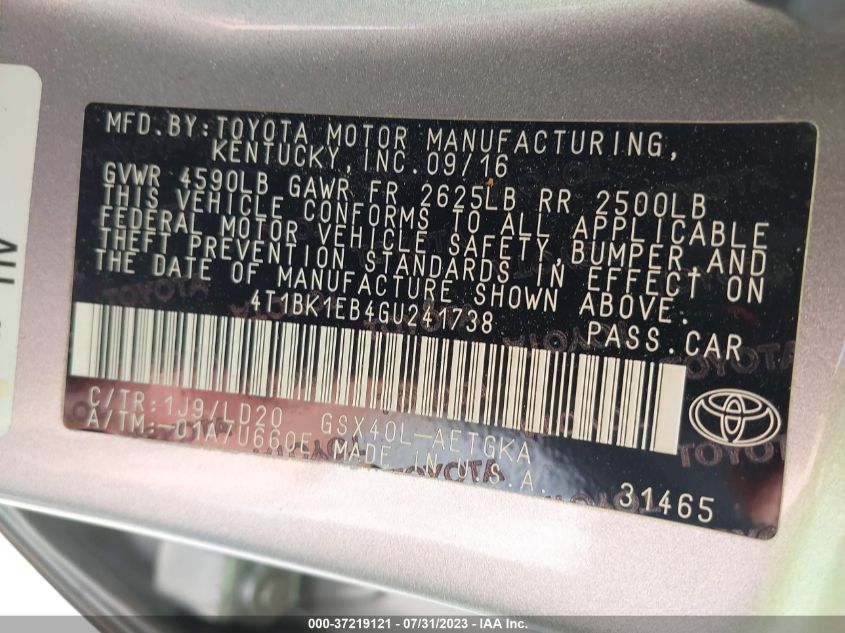 MFD.BY:TOYOTA MOTOR MANUFACTURING,
KENTUCKY,INC.09/16
GVWR 4590LB GAWR FR 2625LB RR 2500LB
THIS VEHICLE CONFORMS TO ALL APPLICABLE
FEDERAL MOTOR VEHICLE SAFETY,BUMPER,AND
THEFT PREVENTION STANDARDS IN EFFECT ON
THE DATE OF MANUFACTURE SHOWN ABOVE.
4T1BK1EB4GU241738
PASS.CAR
C/TR:1J9/LD20 GSX40L-AETGKA
A/TM:-01A7U660E MADE IN U.S.A.
31465
TOYOTA
000-37219121 - 07/31/2023 - IAA Inc.